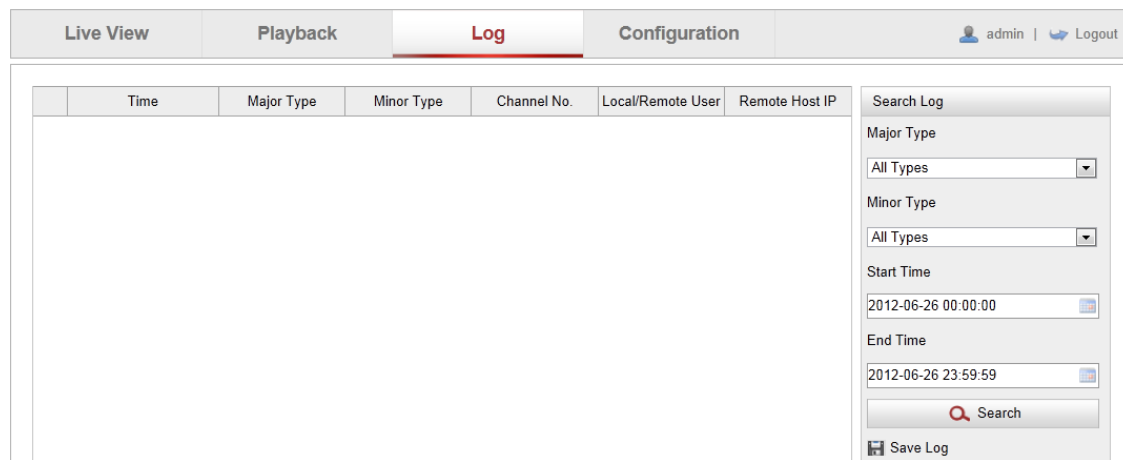 Live View Playback Log Configuration admin | Logout
Time Major Type Minor Type Channel No. Local/Remote User Remote Host IP
Search Log
Major Type
All Types
Minor Type
All Types
Start Time
2012-06-26 00:00:00
End Time
2012-06-26 23:59:59
Search
Save Log